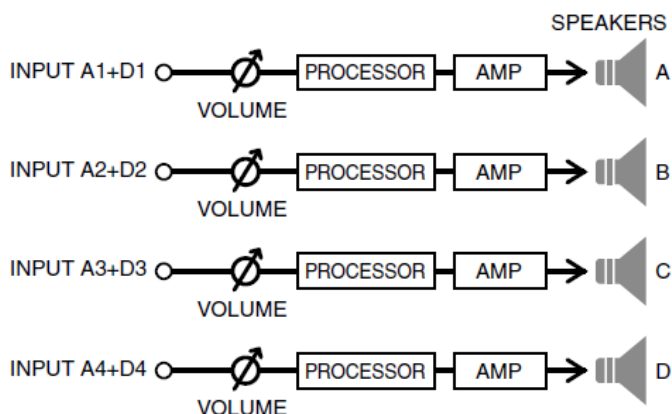 SPEAKERS
INPUT A1+D1 PROCESSOR AMP A
VOLUME
INPUT A2+D2 PROCESSOR AMP B
VOLUME
INPUT A3+D3 PROCESSOR AMP C
VOLUME
INPUT A4+D4 PROCESSOR AMP D
VOLUME